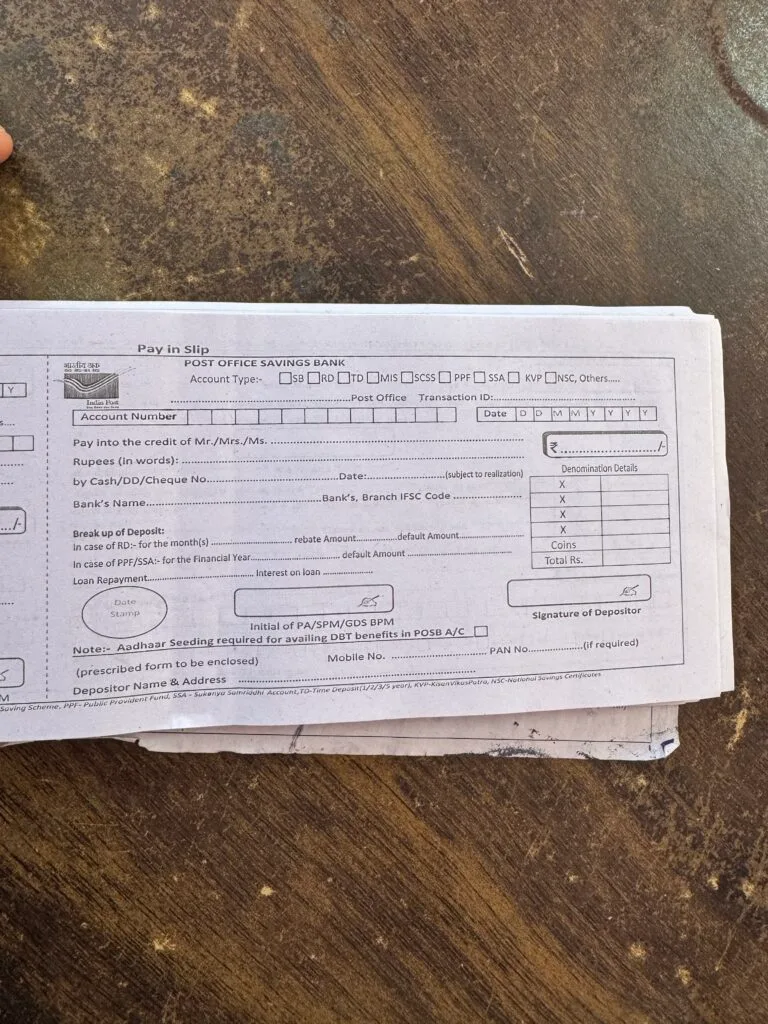 Pay in Slip
भारतीय डाक
India Post
POST OFFICE SAVINGS BANK
Account Type:- SB RD TD MIS SCSS PPF SSA KVP NSC, Others.....
Post Office Transaction ID:
Account Number Date D D M M Y Y Y Y
Pay into the credit of Mr./Mrs./Ms. ₹ /-
Rupees (in words):
Denomination Details
by Cash/DD/Cheque No. Date: (subject to realization)
X
Bank's Name Bank's, Branch IFSC Code
X
X
X
Break up of Deposit:
In case of RD:- for the month(s) rebate Amount default Amount
Coins
In case of PPF/SSA:- for the Financial Year default Amount
Total Rs.
Loan Repayment Interest on loan
Date
Stamp
Initial of PA/SPM/GDS BPM
Signature of Depositor
Note:- Aadhaar Seeding required for availing DBT benefits in POSB A/C
(prescribed form to be enclosed) Mobile No. PAN No. (if required)
Depositor Name & Address
Saving Scheme, PPF- Public Provident Fund, SSA - Sukanya Samriddhi Account, TD-Time Deposit(1/2/3/5 year), KVP-KisanVikasPatra, NSC-National Savings Certificates
Y
/-
M